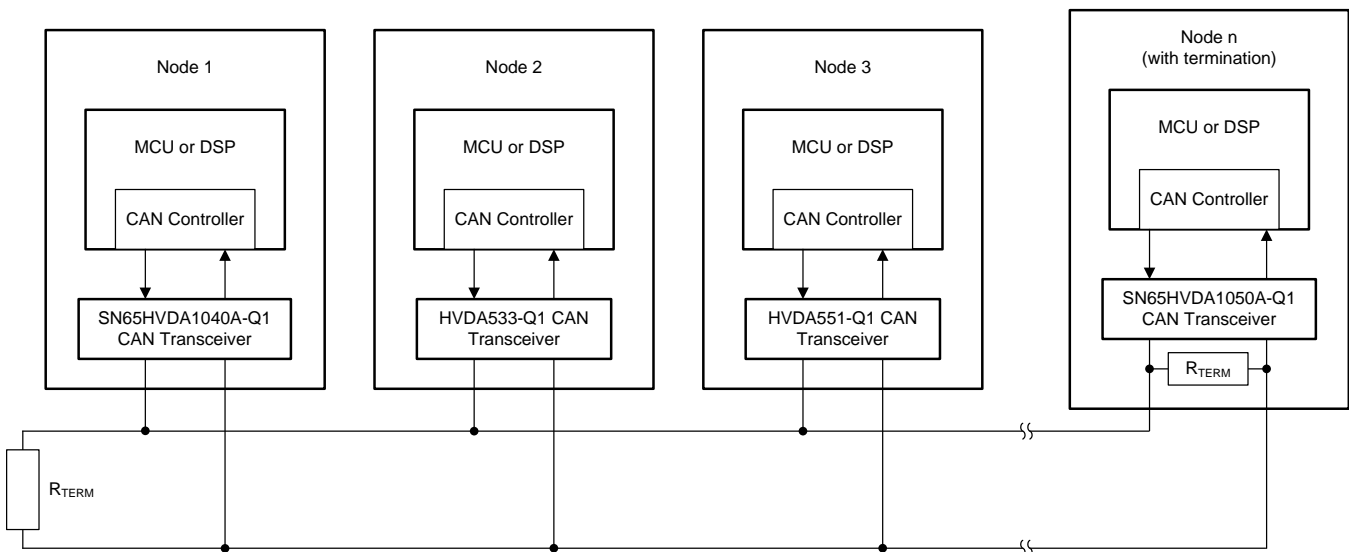 Node 1
MCU or DSP
CAN Controller
SN65HVDA1040A-Q1
CAN Transceiver
Node 2
MCU or DSP
CAN Controller
HVDA533-Q1 CAN
Transceiver
Node 3
MCU or DSP
CAN Controller
HVDA551-Q1 CAN
Transceiver
Node n
(with termination)
MCU or DSP
CAN Controller
SN65HVDA1050A-Q1
CAN Transceiver
RTERM
RTERM